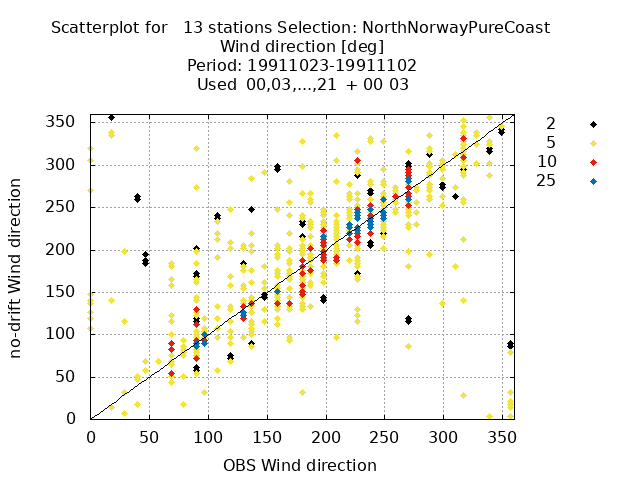 Scatterplot for 13 stations Selection: NorthNorwayPureCoast
Wind direction [deg]
Period: 19911023-19911102
Used 00,03,...,21 + 00 03
2
5
10
25
no-drift Wind direction
350
300
250
200
150
100
50
0
0 50 100 150 200 250 300 350
OBS Wind direction